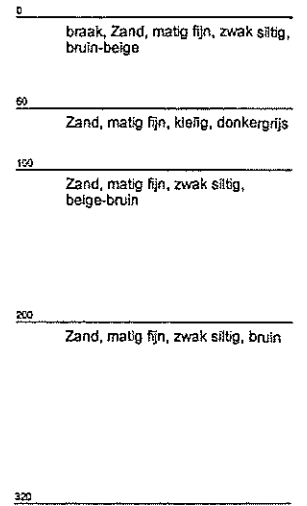 0
braak, Zand, matig fijn, zwak siltig,
bruin-beige
60
Zand, matig fijn, kleiïg, donkergrijs
100
Zand, matig fijn, zwak siltig,
beige-bruin
200
Zand, matig fijn, zwak siltig, bruin
320